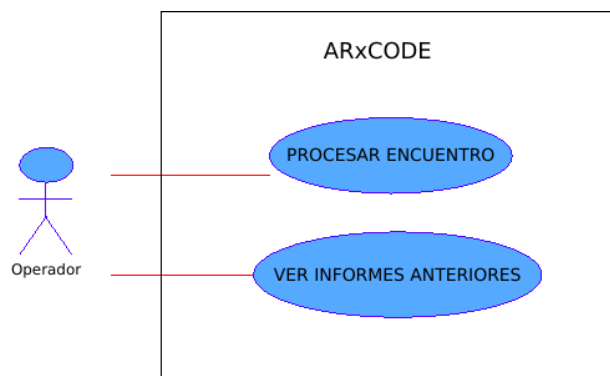 ARxCODE
PROCESAR ENCUENTRO
Operador
VER INFORMES ANTERIORES